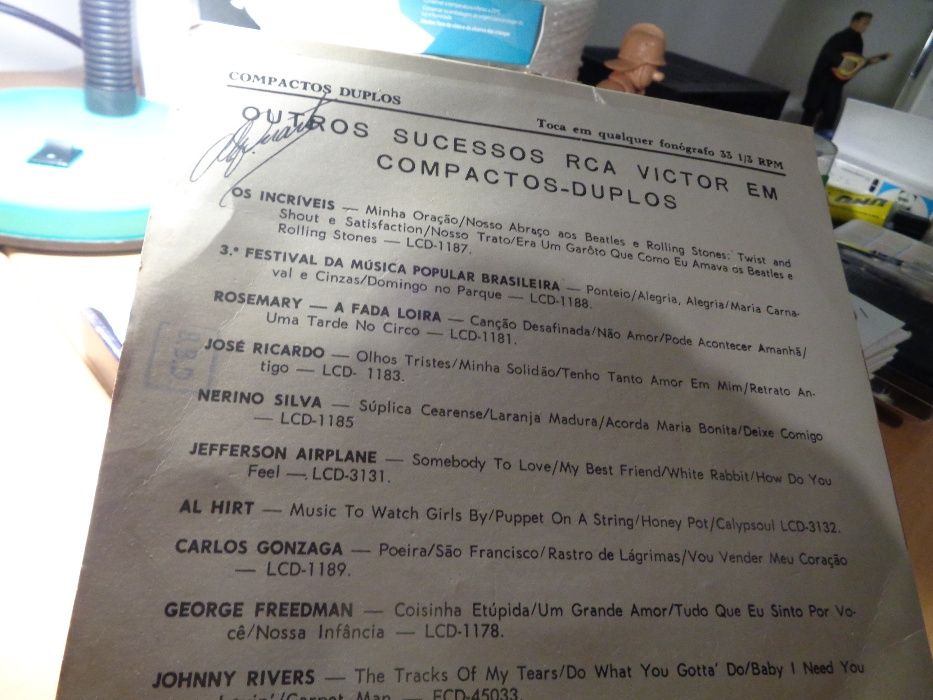 COMPACTOS DUPLOS
Toca em qualquer fonógrafo 33 1/3 RPM
OUTROS SUCESSOS RCA VICTOR EM
COMPACTOS-DUPLOS
OS INCRÍVEIS — Minha Oração/Nosso Abraço aos Beatles e Rolling Stones: Twist and
Shout e Satisfaction/Nosso Trato/Era Um Garôto Que Como Eu Amava os Beatles e
Rolling Stones — LCD-1187.
3.º FESTIVAL DA MÚSICA POPULAR BRASILEIRA — Ponteio/Alegria, Alegria/Maria Carna-
val e Cinzas/Domingo no Parque — LCD-1188.
ROSEMARY — A FADA LOIRA — Canção Desafinada/Não Amor/Pode Acontecer Amanhã/
Uma Tarde No Circo — LCD-1181.
JOSÉ RICARDO — Olhos Tristes/Minha Solidão/Tenho Tanto Amor Em Mim/Retrato An-
tigo — LCD- 1183.
NERINO SILVA — Súplica Cearense/Laranja Madura/Acorda Maria Bonita/Deixe Comigo
— LCD-1185
JEFFERSON AIRPLANE — Somebody To Love/My Best Friend/White Rabbit/How Do You
Feel —.LCD-3131.
AL HIRT — Music To Watch Girls By/Puppet On A String/Honey Pot/Calypsoul LCD-3132.
CARLOS GONZAGA — Poeira/São Francisco/Rastro de Lágrimas/Vou Vender Meu Coração
— LCD-1189.
GEORGE FREEDMAN — Coisinha Etúpida/Um Grande Amor/Tudo Que Eu Sinto Por Vo-
cê/Nossa Infância — LCD-1178.
JOHNNY RIVERS — The Tracks Of My Tears/Do What You Gotta' Do/Baby I Need You
Lovin'/Carpet Man — FCD-45033.